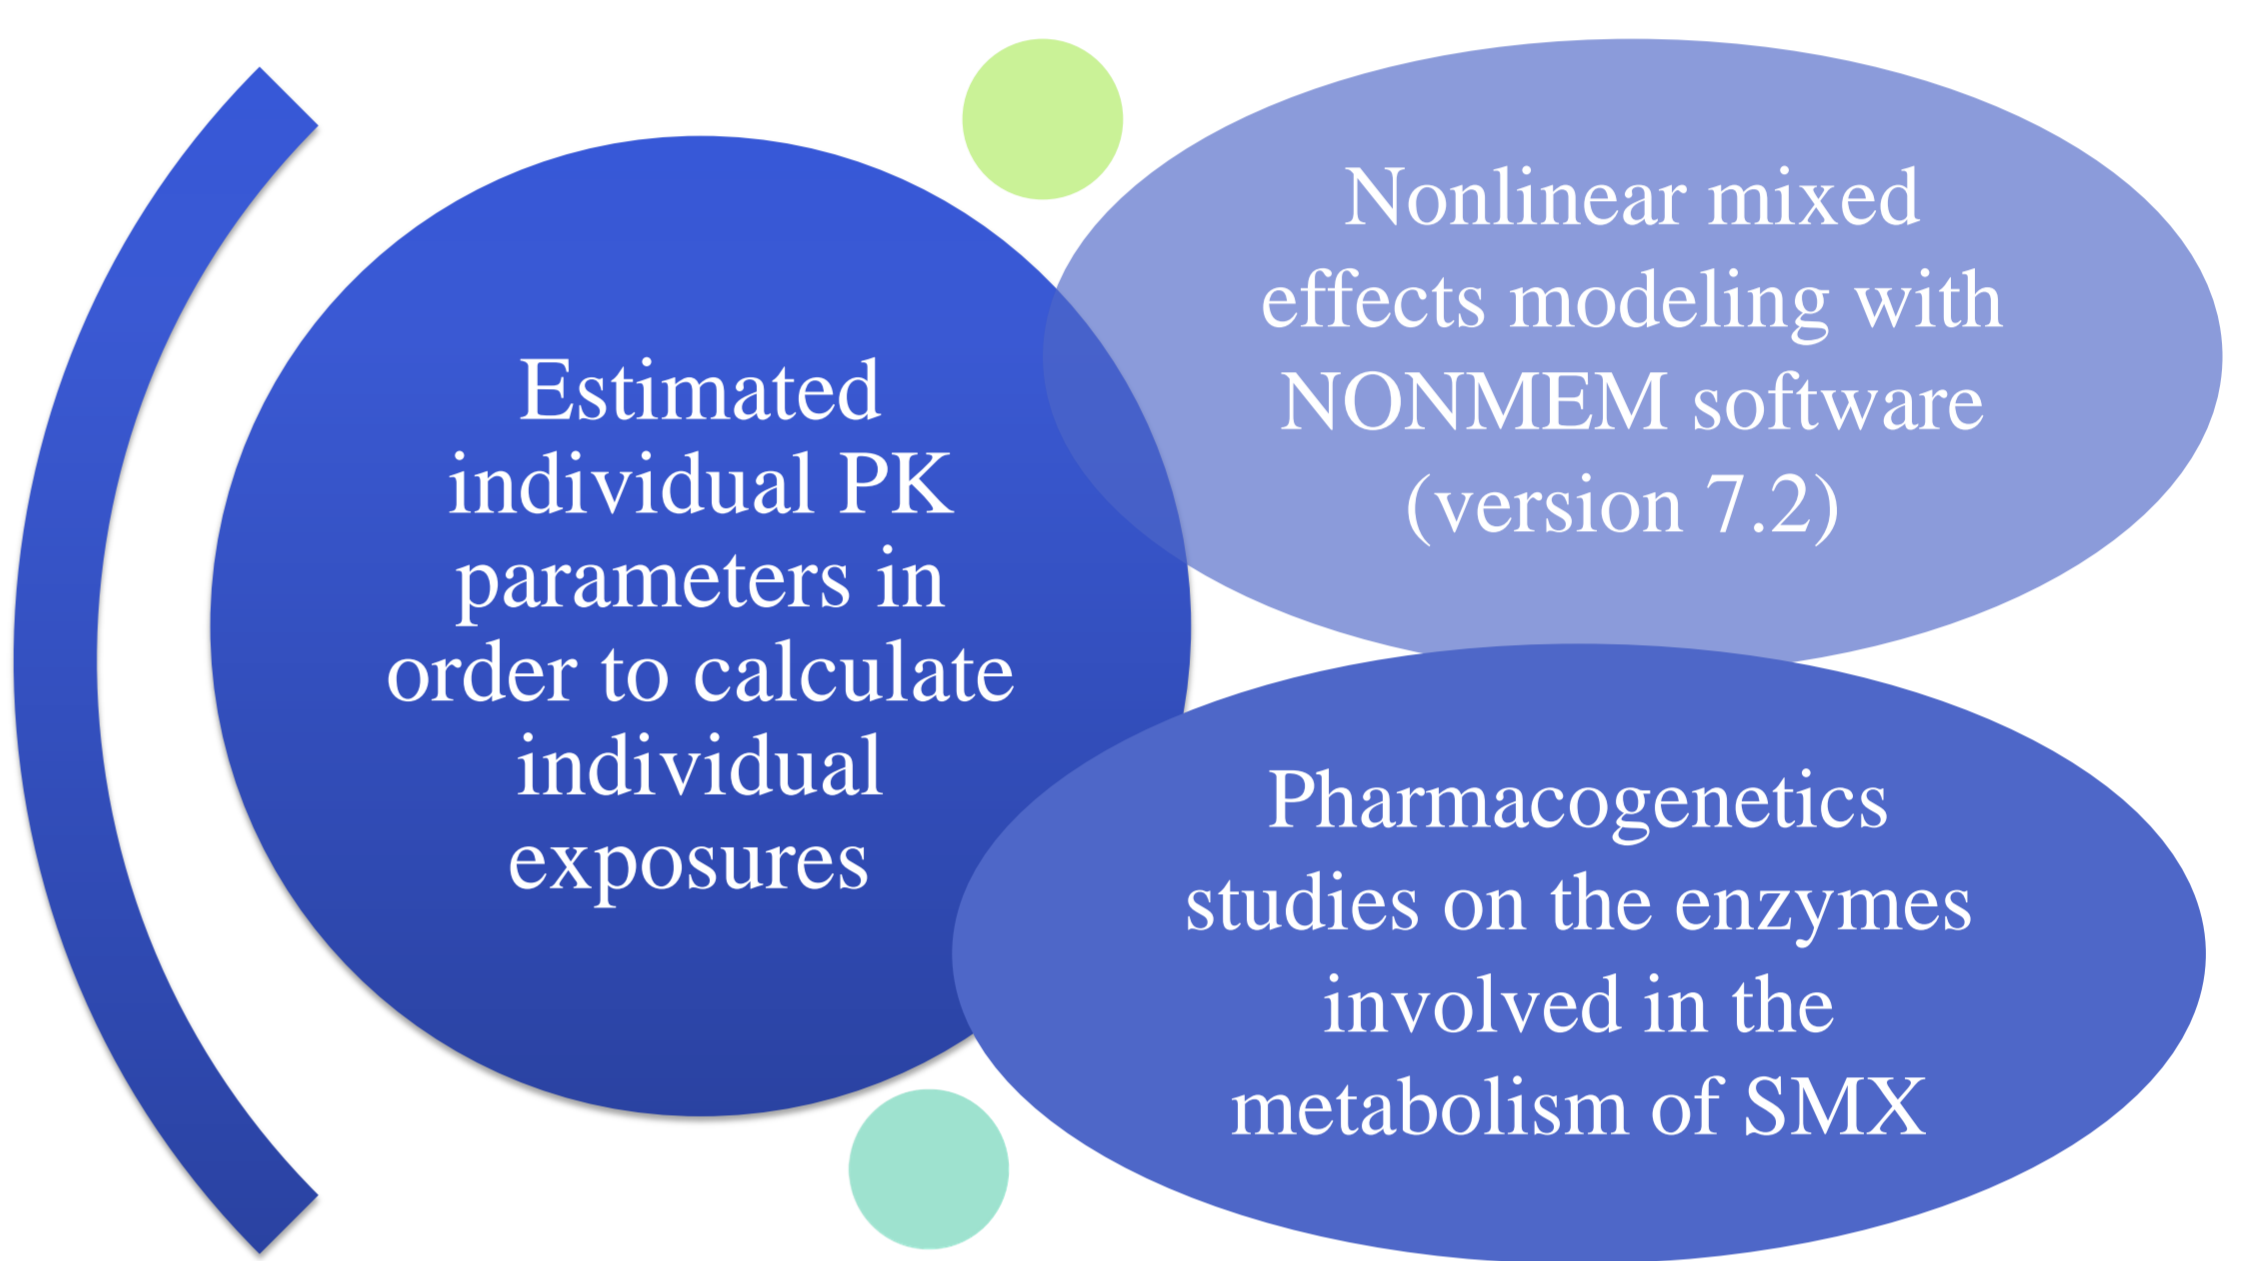 Estimated
individual PK
parameters in
order to calculate
individual
exposures
Nonlinear mixed
effects modeling with
NONMEM software
(version 7.2)
Pharmacogenetics
studies on the enzymes
involved in the
metabolism of SMX